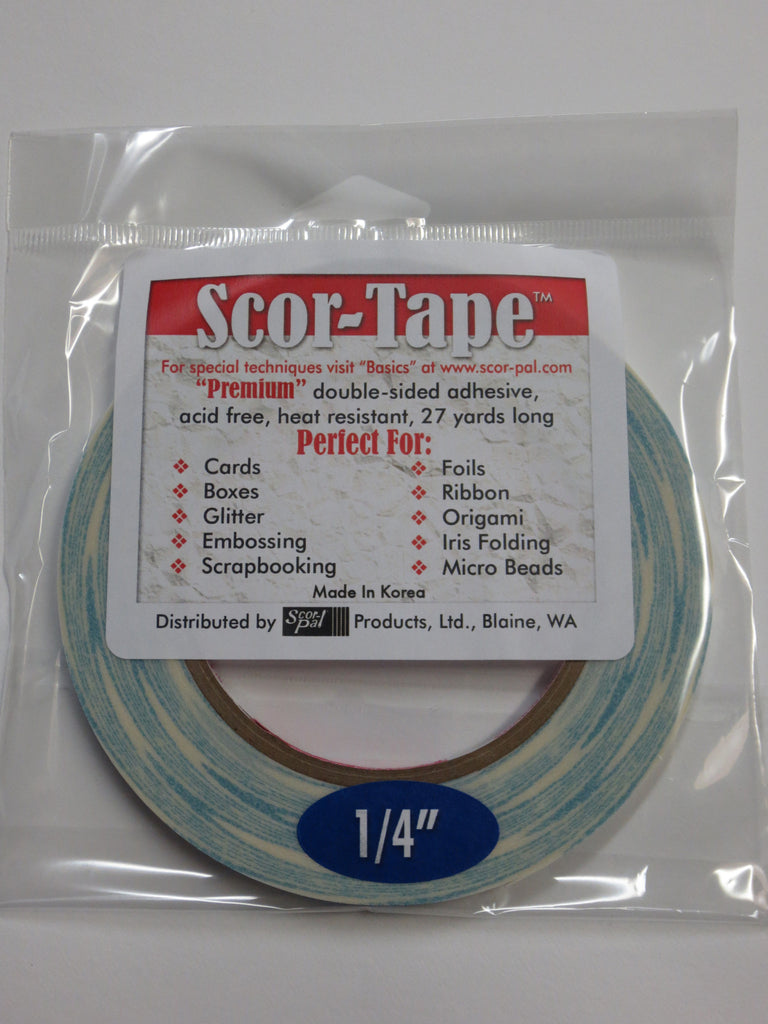 Scor-Tape™
For special techniques visit "Basics" at www.scor-pal.com
"Premium" double-sided adhesive,
acid free, heat resistant, 27 yards long
Perfect For:
❖ Cards
❖ Boxes
❖ Glitter
❖ Embossing
❖ Scrapbooking
❖ Foils
❖ Ribbon
❖ Origami
❖ Iris Folding
❖ Micro Beads
Made In Korea
Distributed by Scor-Pal Products, Ltd., Blaine, WA
1/4"